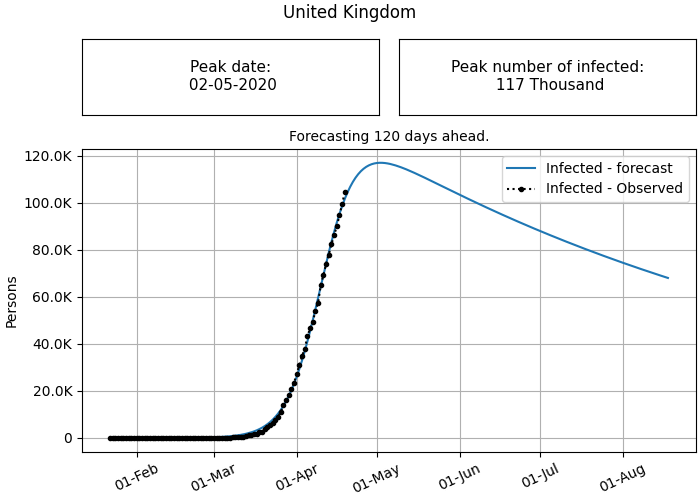 United Kingdom
Peak date:
02-05-2020
Peak number of infected:
117 Thousand
Forecasting 120 days ahead.
120.0K
100.0K
80.0K
60.0K
40.0K
20.0K
0
Persons
Infected - forecast
Infected - Observed
01-Feb
01-Mar
01-Apr
01-May
01-Jun
01-Jul
01-Aug